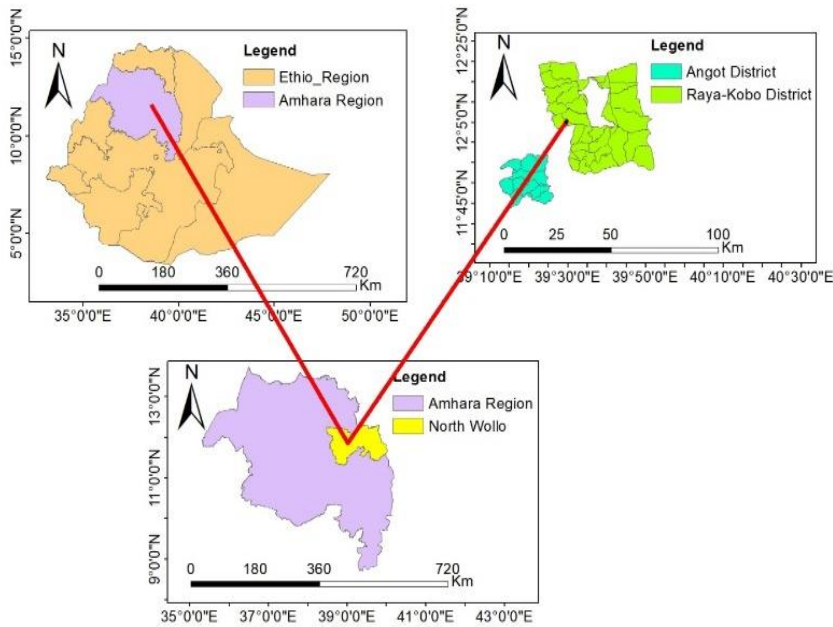 N
Legend
Ethio_Region
Amhara Region
15°0'0"N
10°0'0"N
5°0'0"N
0 180 360 720
Km
35°0'0"E 40°0'0"E 45°0'0"E 50°0'0"E
N
Legend
Angot District
Raya-Kobo District
12°25'0"N
12°5'0"N
11°45'0"N
0 25 50 100
Km
39°10'0"E 39°30'0"E 39°50'0"E 40°10'0"E 40°30'0"E
N
Legend
Amhara Region
North Wollo
13°0'0"N
11°0'0"N
9°0'0"N
0 180 360 720
Km
35°0'0"E 37°0'0"E 39°0'0"E 41°0'0"E 43°0'0"E